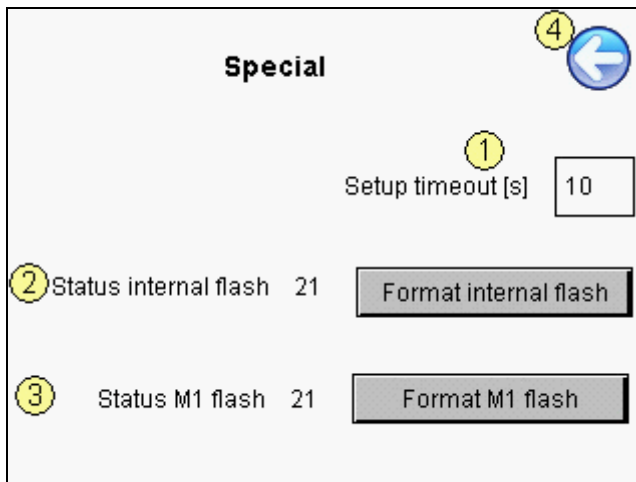 4
Special
1
Setup timeout [s] 10
2 Status internal flash 21 Format internal flash
3 Status M1 flash 21 Format M1 flash